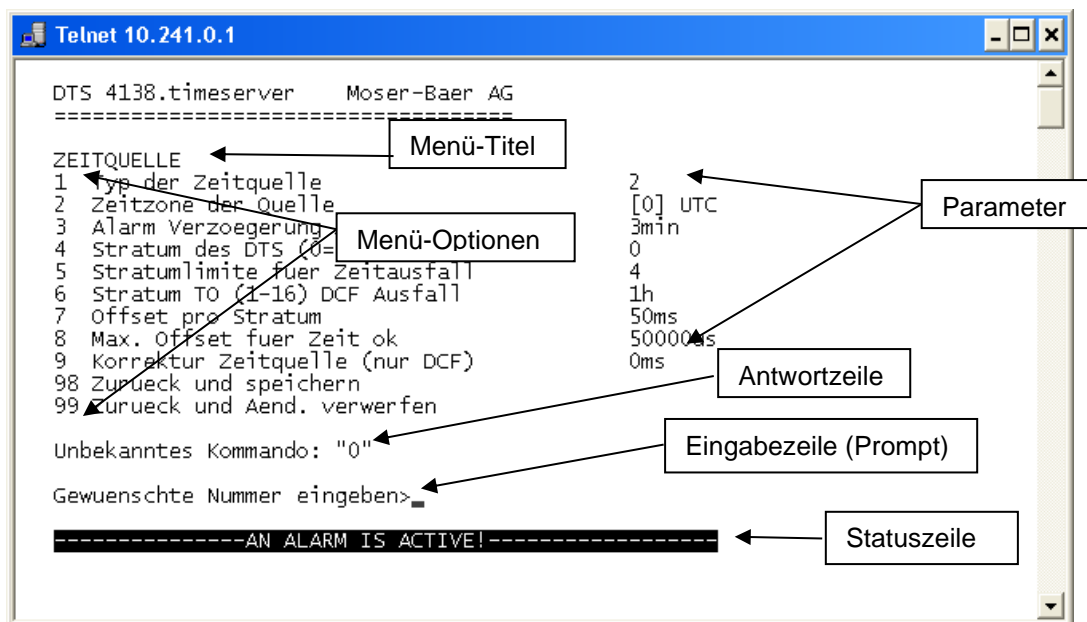 Telnet 10.241.0.1
DTS 4138.timeserver Moser-Baer AG
====================================
Menü-Titel
ZEITQUELLE
1 Typ der Zeitquelle 2
2 Zeitzone der Quelle [0] UTC
Parameter
3 Alarm Verzoegerung 3min
Menü-Optionen
4 Stratum des DTS (0= 0
5 Stratumlimite fuer Zeitausfall 4
6 Stratum TO (1-16) DCF Ausfall 1h
7 Offset pro Stratum 50ms
8 Max. Offset fuer Zeit ok 50000us
9 Korrektur Zeitquelle (nur DCF) 0ms
98 Zurueck und speichern
Antwortzeile
99 Zurueck und Aend. verwerfen
Unbekanntes Kommando: "0"
Eingabezeile (Prompt)
Gewuenschte Nummer eingeben>_
---------------AN ALARM IS ACTIVE!------------------
Statuszeile